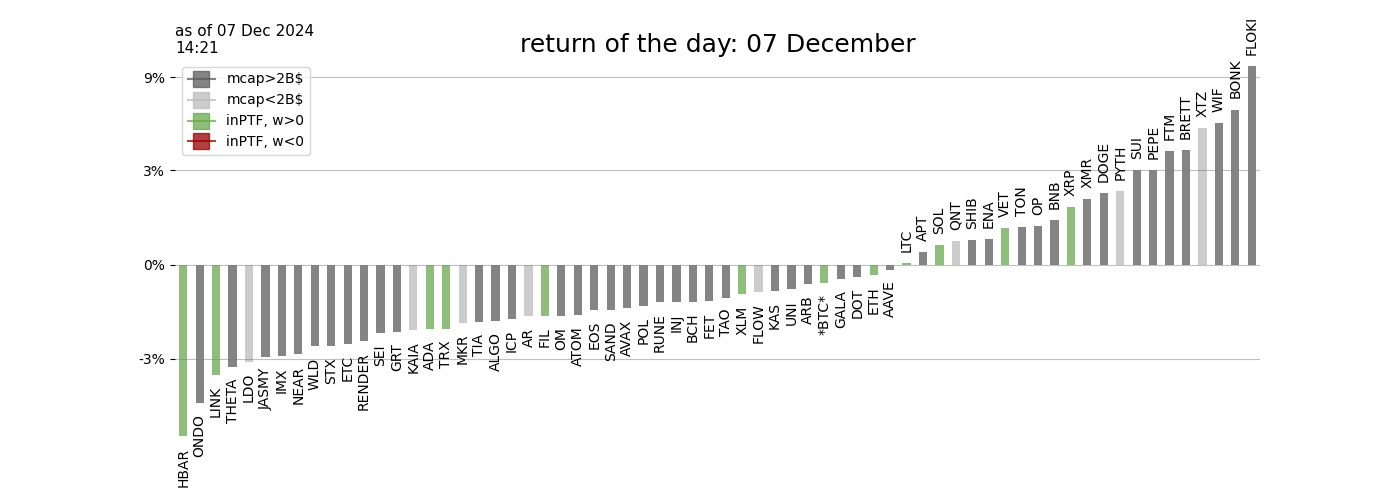 as of 07 Dec 2024
14:21
return of the day: 07 December
mcap>2B$
mcap<2B$
inPTF, w>0
inPTF, w<0
9%
3%
0%
-3%
HBAR
ONDO
LINK
THETA
LDO
JASMY
IMX
NEAR
WLD
STX
ETC
RENDER
SEI
GRT
KAIA
ADA
TRX
MKR
TIA
ALGO
ICP
AR
FIL
OM
ATOM
EOS
SAND
AVAX
POL
RUNE
INJ
BCH
FET
TAO
XLM
FLOW
KAS
UNI
ARB
*BTC*
GALA
DOT
ETH
AAVE
LTC
APT
SOL
QNT
SHIB
ENA
VET
TON
OP
BNB
XRP
XMR
DOGE
PYTH
SUI
PEPE
FTM
BRETT
XTZ
WIF
BONK
FLOKI